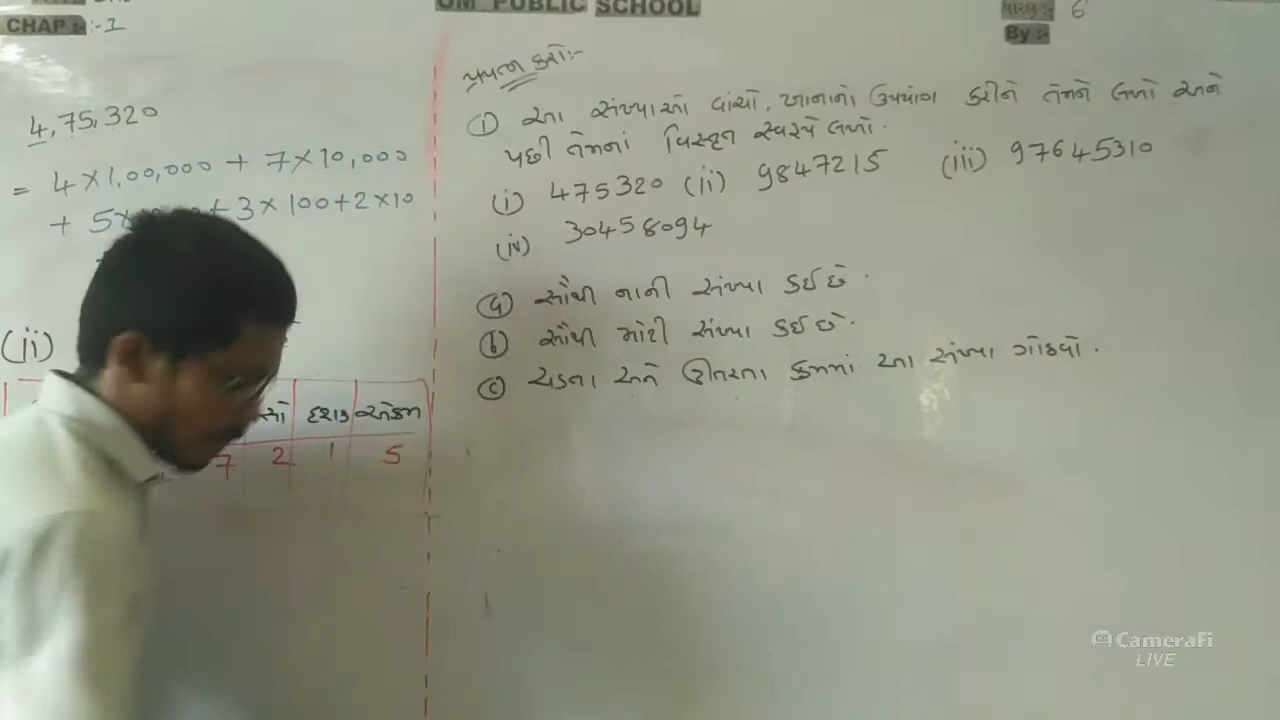 OM PUBLIC SCHOOL
CHAP :- 1
ધોરણ :- 6
By :-
4,75,320
= 4 × 1,00,000 + 7 × 10,000
+ 5× + 3 × 100 + 2 × 10
(ii)
સો દશક એકમ
7 2 1 5
પ્રયત્ન કરો:-
① આ સંખ્યાઓ વાંચો. ખાનાનો ઉપયોગ કરીને તેમને લખો અને
પછી તેમનાં વિસ્તૃત સ્વરૂપે લખો.
(i) 475320 (ii) 9847215 (iii) 97645310
(iv) 30458094
ⓐ સૌથી નાની સંખ્યા કઈ છે.
ⓑ સૌથી મોટી સંખ્યા કઈ છે.
ⓒ ચડતા અને ઊતરતા ક્રમમાં આ સંખ્યા ગોઠવો.
CameraFi
LIVE